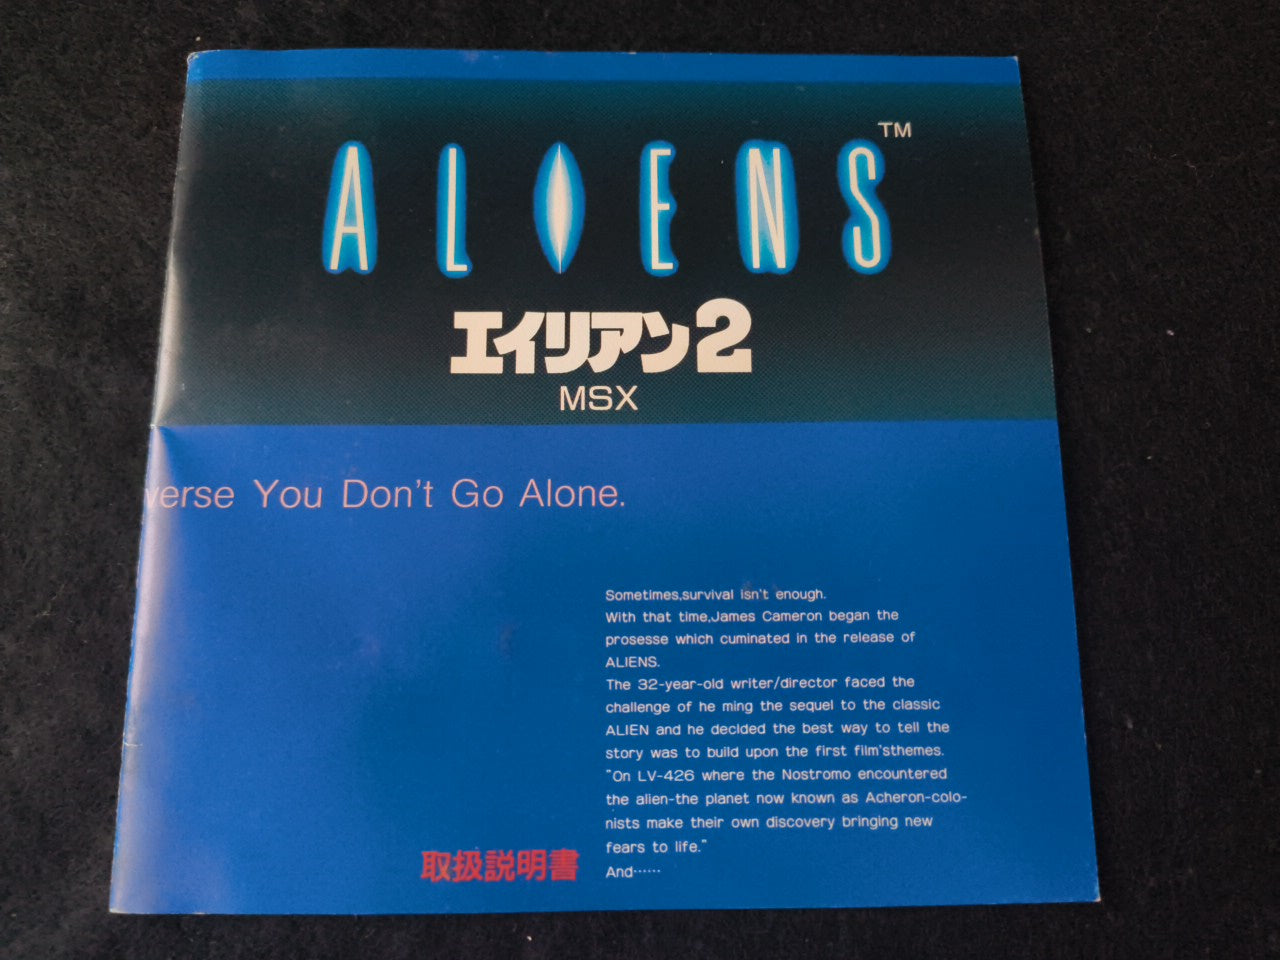 ALIENS™
エイリアン2
MSX
verse You Don't Go Alone.
Sometimes,survival isn't enough.
With that time,James Cameron began the
prosesse which cuminated in the release of
ALIENS.
The 32-year-old writer/director faced the
challenge of he ming the sequel to the classic
ALIEN and he decided the best way to tell the
story was to build upon the first film'sthemes.
"On LV-426 where the Nostromo encountered
the alien-the planet now known as Acheron-colo-
nists make their own discovery bringing new
fears to life."
And……
取扱説明書